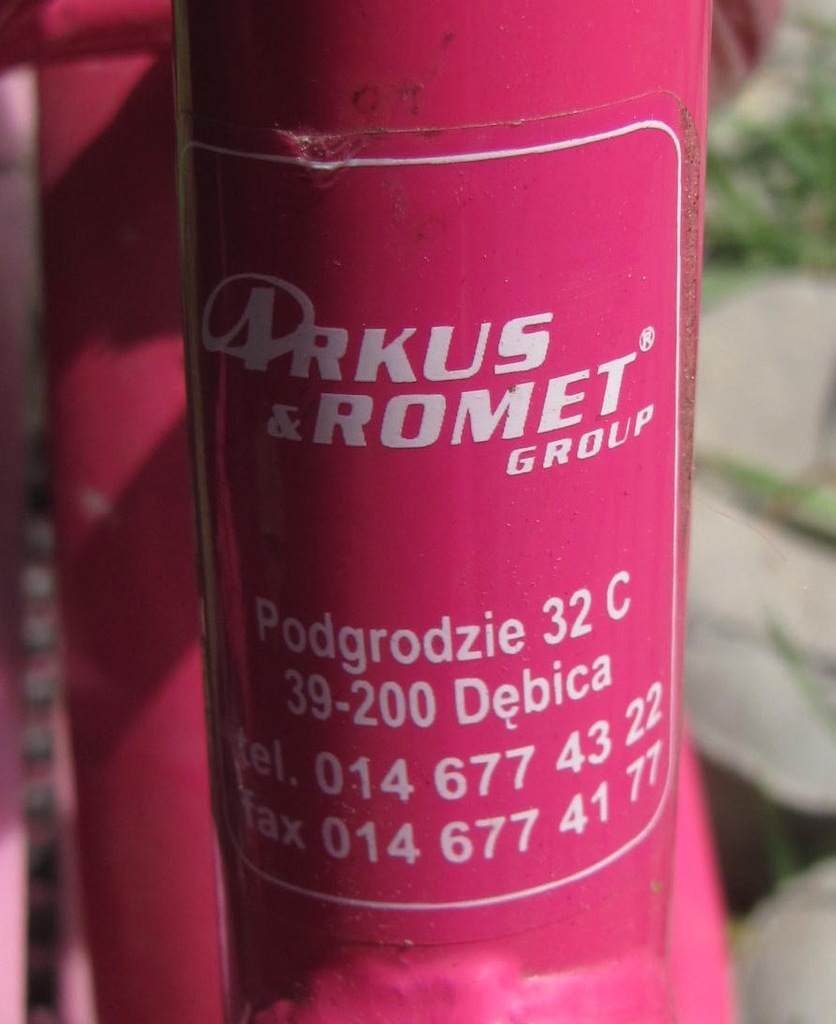 ARKUS
& ROMET®
GROUP
Podgrodzie 32 C
39-200 Dębica
tel. 014 677 43 22
fax 014 677 41 77